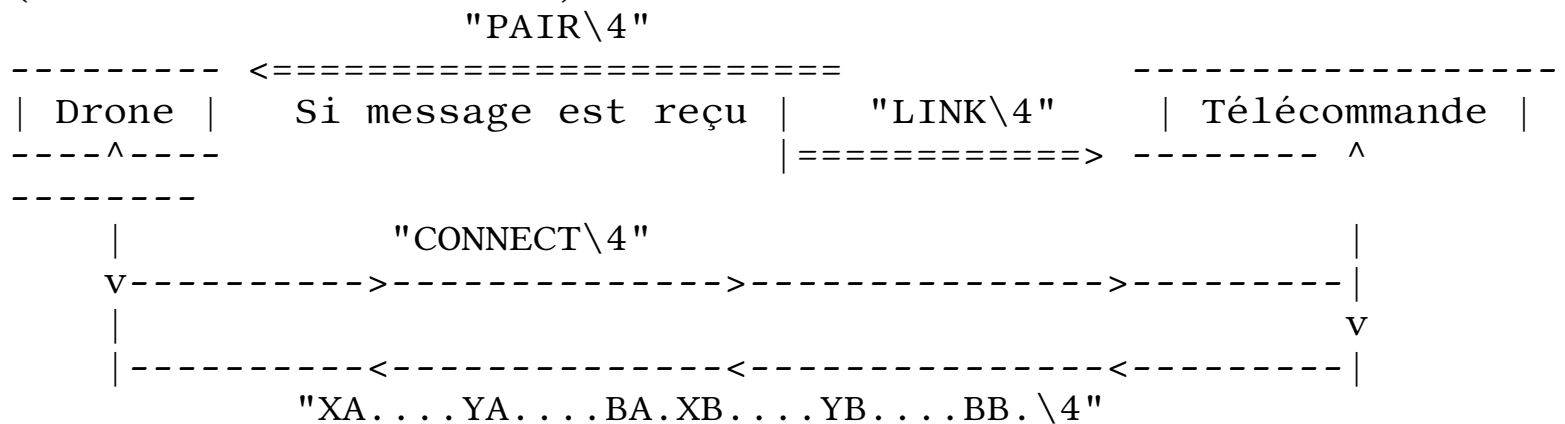 "PAIR\4"
--------- <======================== ------------------
| Drone | Si message est reçu | "LINK\4" | Télécommande |
----^---- |============> -------- ^
--------
| "CONNECT\4" |
v---------->-------------->--------------->---------|
| v
|----------<--------------<---------------<---------|
"XA....YA....BA.XB....YB....BB.\4"